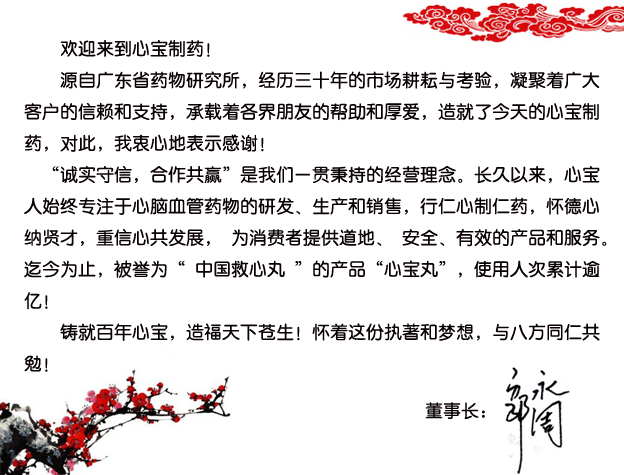 欢迎来到心宝制药！
源自广东省药物研究所，经历三十年的市场耕耘与考验，凝聚着广大
客户的信赖和支持，承载着各界朋友的帮助和厚爱，造就了今天的心宝制
药，对此，我衷心地表示感谢！
“诚实守信，合作共赢”是我们一贯秉持的经营理念。长久以来，心宝
人始终专注于心脑血管药物的研发、生产和销售，行仁心制仁药，怀德心
纳贤才，重信心共发展， 为消费者提供道地、 安全、有效的产品和服务。
迄今为止，被誉为“ 中国救心丸 ”的产品“心宝丸”，使用人次累计逾
亿！
铸就百年心宝，造福天下苍生！怀着这份执著和梦想，与八方同仁共
勉！
董事长：